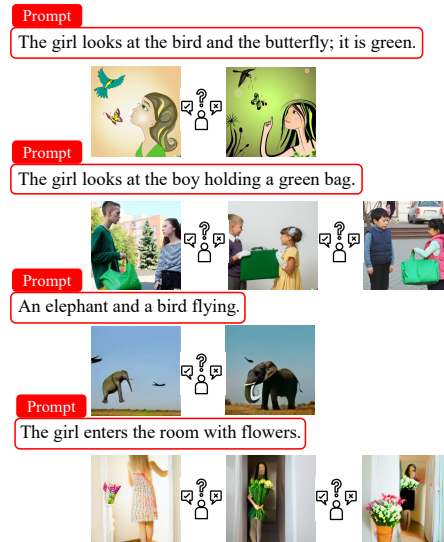 Prompt
The girl looks at the bird and the butterfly; it is green.
Prompt
The girl looks at the boy holding a green bag.
Prompt
An elephant and a bird flying.
Prompt
The girl enters the room with flowers.